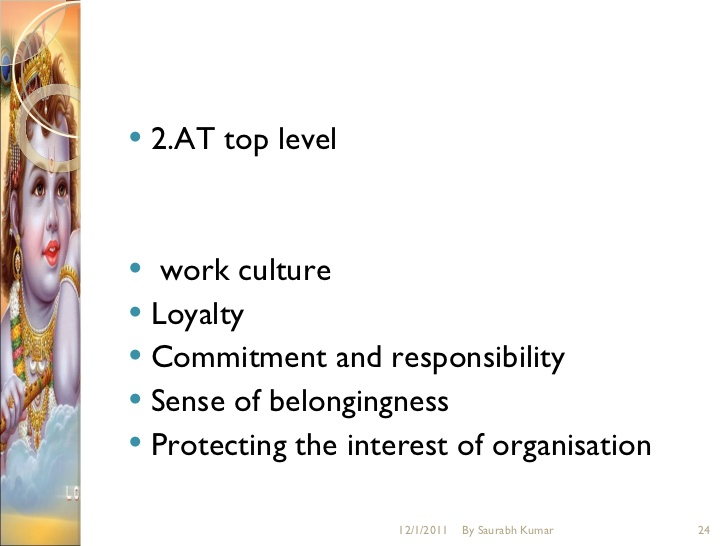 • 2.AT top level
• work culture
• Loyalty
• Commitment and responsibility
• Sense of belongingness
• Protecting the interest of organisation
12/1/2011 By Saurabh Kumar 24